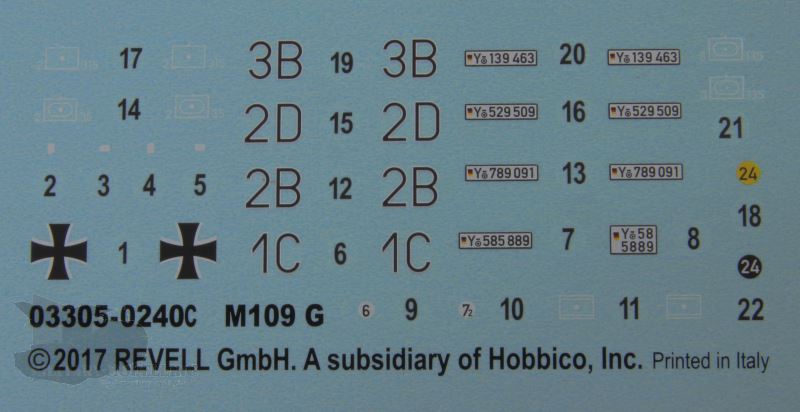 17 3B 19 3B Y 139 463 20 Y 139 463
14 2D 15 2D Y 529 509 16 Y 529 509
21
2 3 4 5 2B 12 2B Y 789 091 13 Y 789 091 24
18
1 1C 6 1C Y 585 889 7 Y 58 5889 8
24
03305-0240C M109 G 6 9 72 10 11 22
©2017 REVELL GmbH. A subsidiary of Hobbico, Inc. Printed in Italy